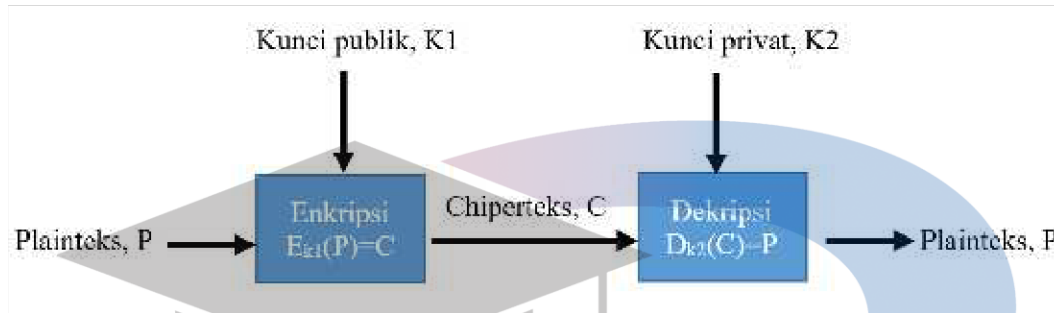 Kunci publik, K1
Kunci privat, K2
Plainteks, P
Enkripsi
Ek1(P)=C
Chiperteks, C
Dekripsi
Dk2(C)=P
Plainteks, P